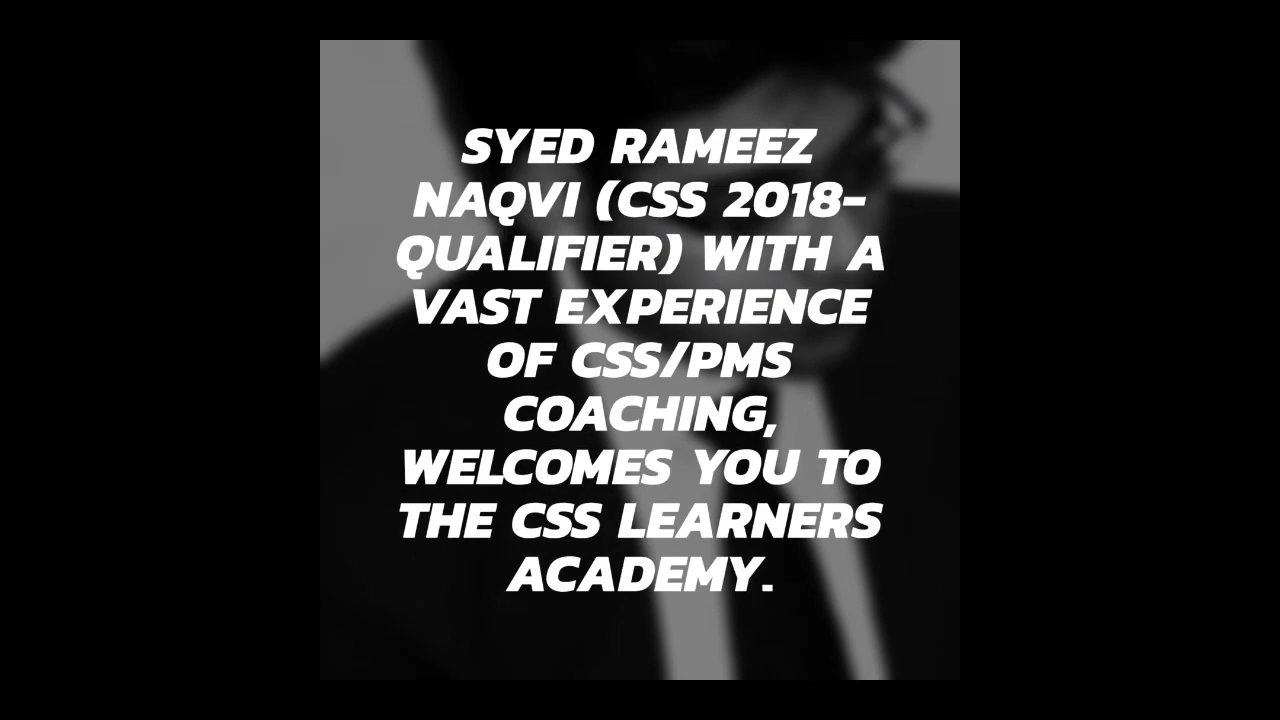 SYED RAMEEZ
NAQVI (CSS 2018-
QUALIFIER) WITH A
VAST EXPERIENCE
OF CSS/PMS
COACHING,
WELCOMES YOU TO
THE CSS LEARNERS
ACADEMY.